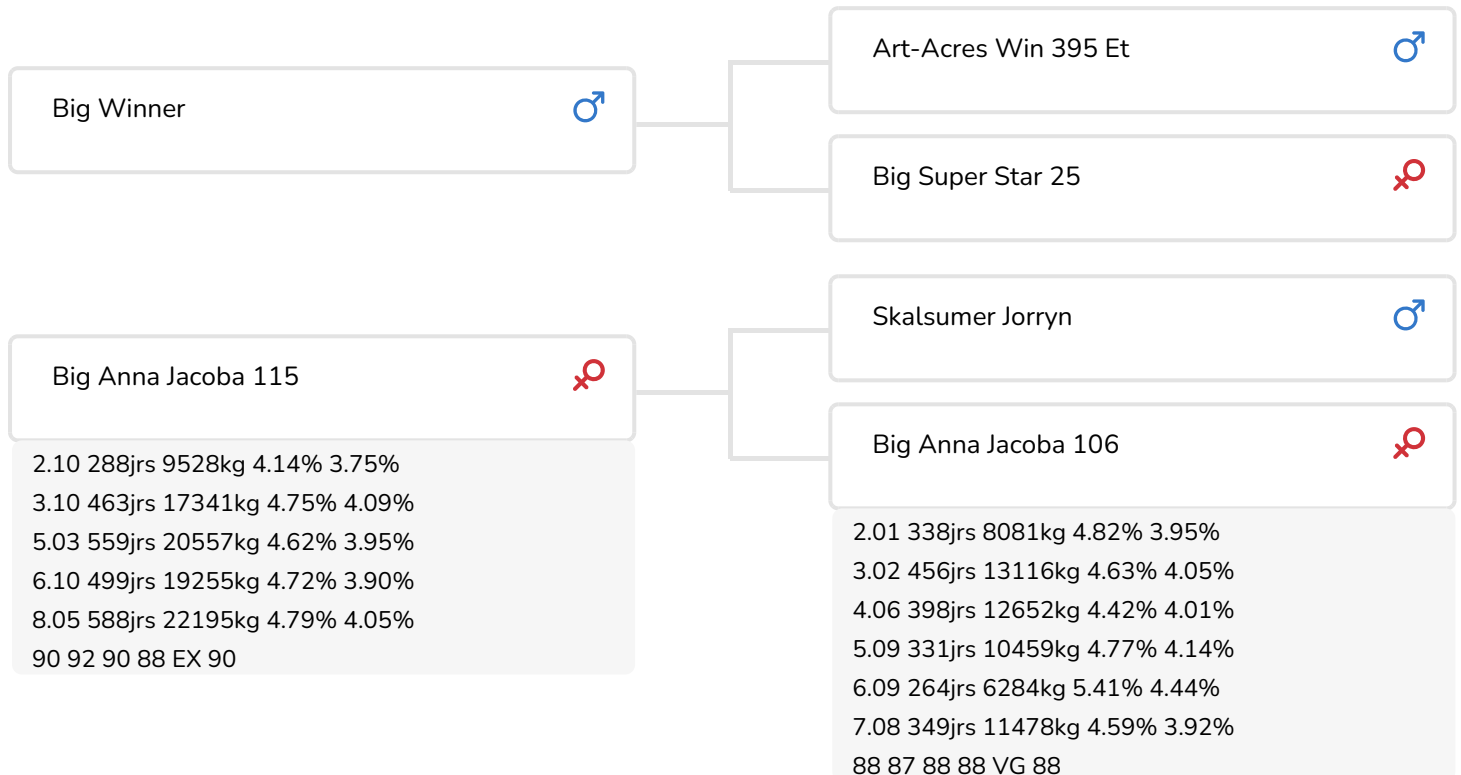 Big Winner
Art-Acres Win 395 Et
Big Super Star 25
Big Anna Jacoba 115
2.10 288jrs 9528kg 4.14% 3.75%
3.10 463jrs 17341kg 4.75% 4.09%
5.03 559jrs 20557kg 4.62% 3.95%
6.10 499jrs 19255kg 4.72% 3.90%
8.05 588jrs 22195kg 4.79% 4.05%
90 92 90 88 EX 90
Skalsumer Jorryn
Big Anna Jacoba 106
2.01 338jrs 8081kg 4.82% 3.95%
3.02 456jrs 13116kg 4.63% 4.05%
4.06 398jrs 12652kg 4.42% 4.01%
5.09 331jrs 10459kg 4.77% 4.14%
6.09 264jrs 6284kg 5.41% 4.44%
7.08 349jrs 11478kg 4.59% 3.92%
88 87 88 88 VG 88